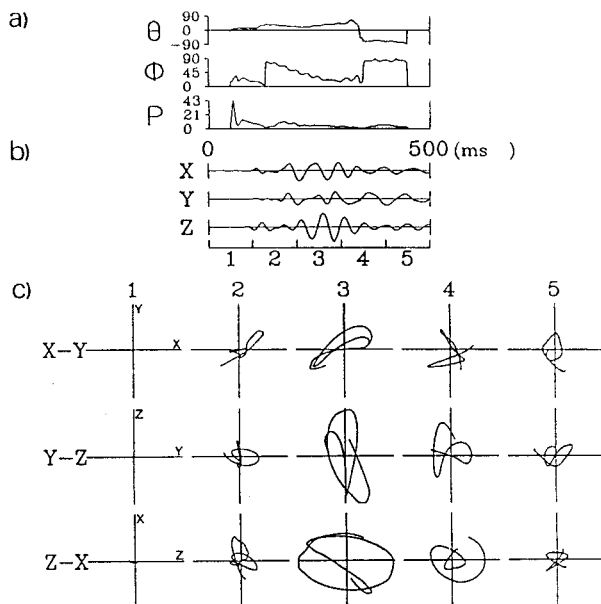 a)
90
Θ 0
-90
90
Φ 45
0
43
P 21
0
0 500 (ms )
b)
X
Y
Z
1 2 3 4 5
c) 1 2 3 4 5
Y
X-Y X
Z
Y-Z Y
X
Z-X Z